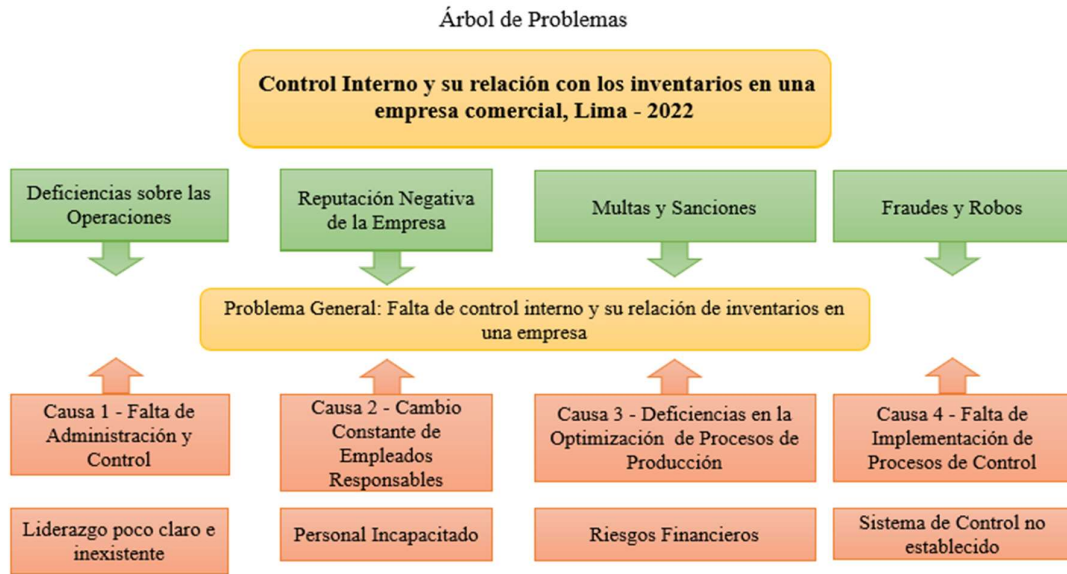 Árbol de Problemas
Control Interno y su relación con los inventarios en una
empresa comercial, Lima - 2022
Deficiencias sobre las
Operaciones
Reputación Negativa
de la Empresa
Multas y Sanciones
Fraudes y Robos
Problema General: Falta de control interno y su relación de inventarios en
una empresa
Causa 1 - Falta de
Administración y
Control
Causa 2 - Cambio
Constante de
Empleados
Responsables
Causa 3 - Deficiencias en la
Optimización de Procesos de
Producción
Causa 4 - Falta de
Implementación de
Procesos de Control
Liderazgo poco claro e
inexistente
Personal Incapacitado
Riesgos Financieros
Sistema de Control no
establecido